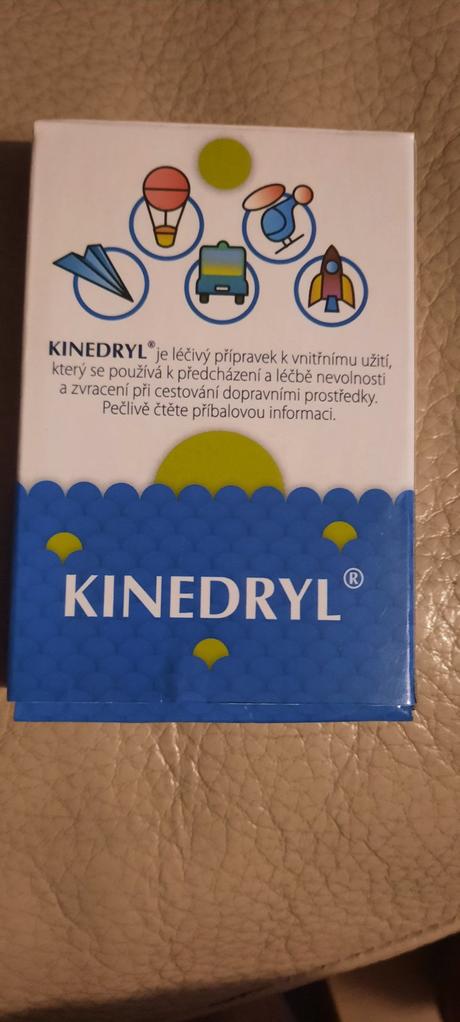 KINEDRYL® je léčivý přípravek k vnitřnímu užití,
který se používá k předcházení a léčbě nevolnosti
a zvracení při cestování dopravními prostředky.
Pečlivě čtěte příbalovou informaci.
KINEDRYL®